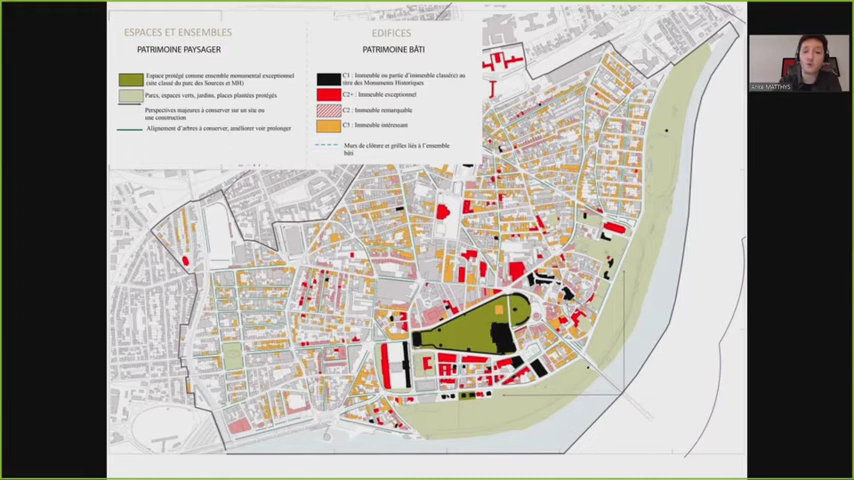 ESPACES ET ENSEMBLES
PATRIMOINE PAYSAGER
Espace protégé comme ensemble monumental exceptionnel
(site classé du parc des Sources et MH)
Parcs, espaces verts, jardins, places plantées protégés
Perspectives majeures à conserver sur un site ou
une construction
Alignement d'arbres à conserver, améliorer voir prolonger
EDIFICES
PATRIMOINE BÂTI
C1 : Immeuble ou partie d'immeuble classé(e) au
titre des Monuments Historiques
C2+ : Immeuble exceptionnel
C2 : Immeuble remarquable
C3 : Immeuble intéressant
Murs de clôture et grilles liés à l'ensemble
bâti
MATTHYS